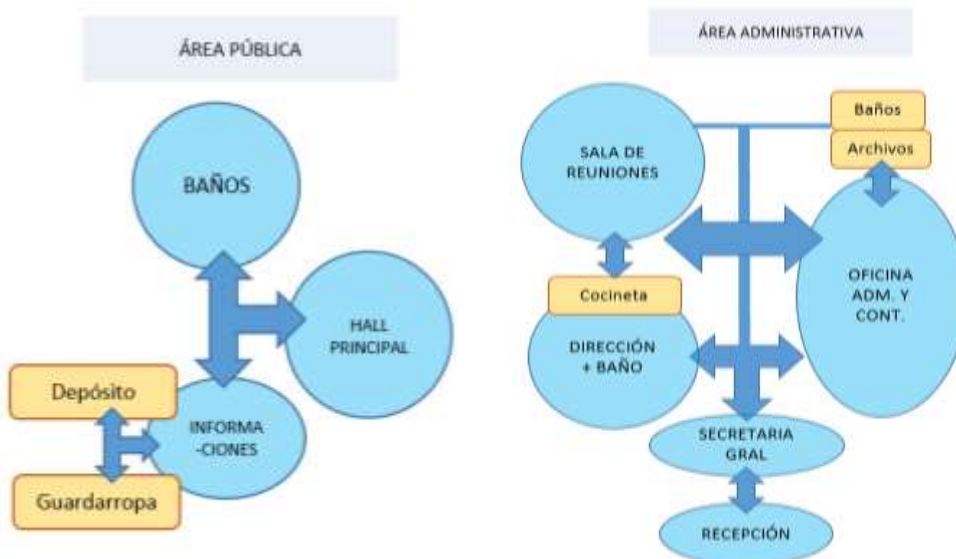 ÁREA PÚBLICA
BAÑOS
HALL
PRINCIPAL
Depósito
INFORMA
-CIONES
Guardarropa
ÁREA ADMINISTRATIVA
Baños
Archivos
SALA DE
REUNIONES
OFICINA
ADM. Y
CONT.
Cocineta
DIRECCIÓN
+ BAÑO
SECRETARIA
GRAL
RECEPCIÓN